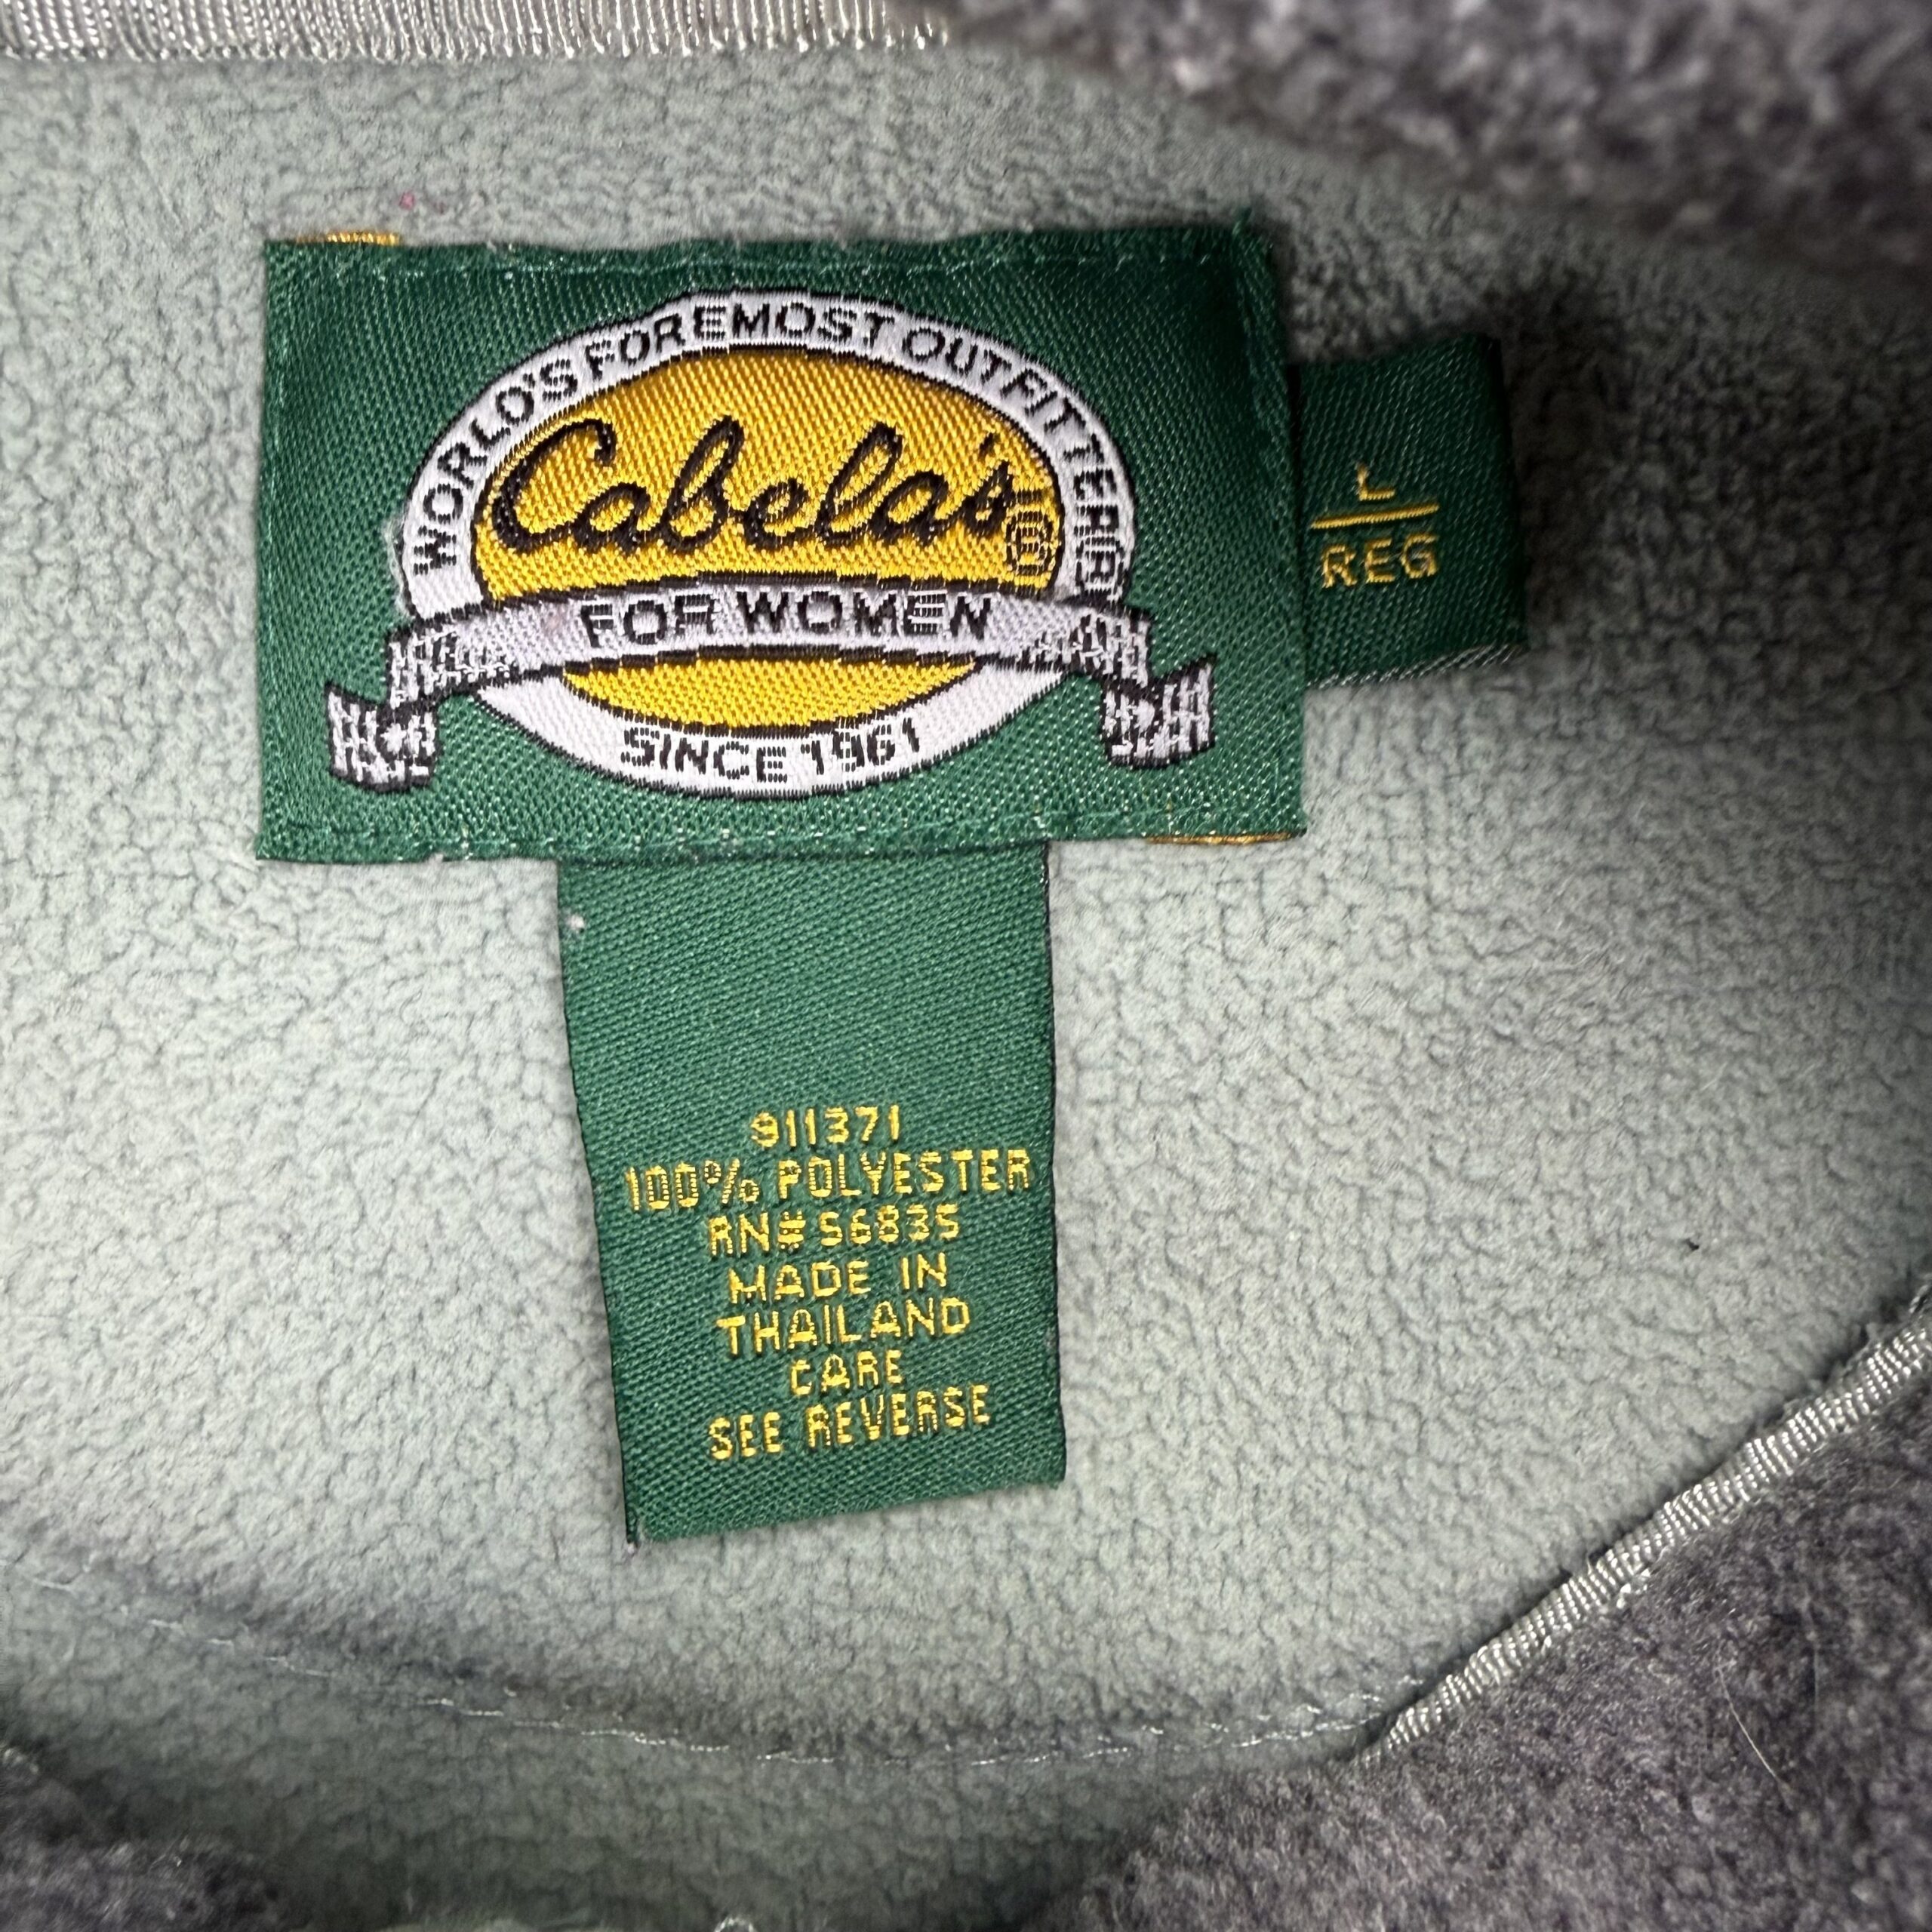 WORLD'S FOREMOST OUTFITTER®
Cabela's®
FOR WOMEN
SINCE 1961
L
REG
911371
100% POLYESTER
RN# 56835
MADE IN
THAILAND
CARE
SEE REVERSE